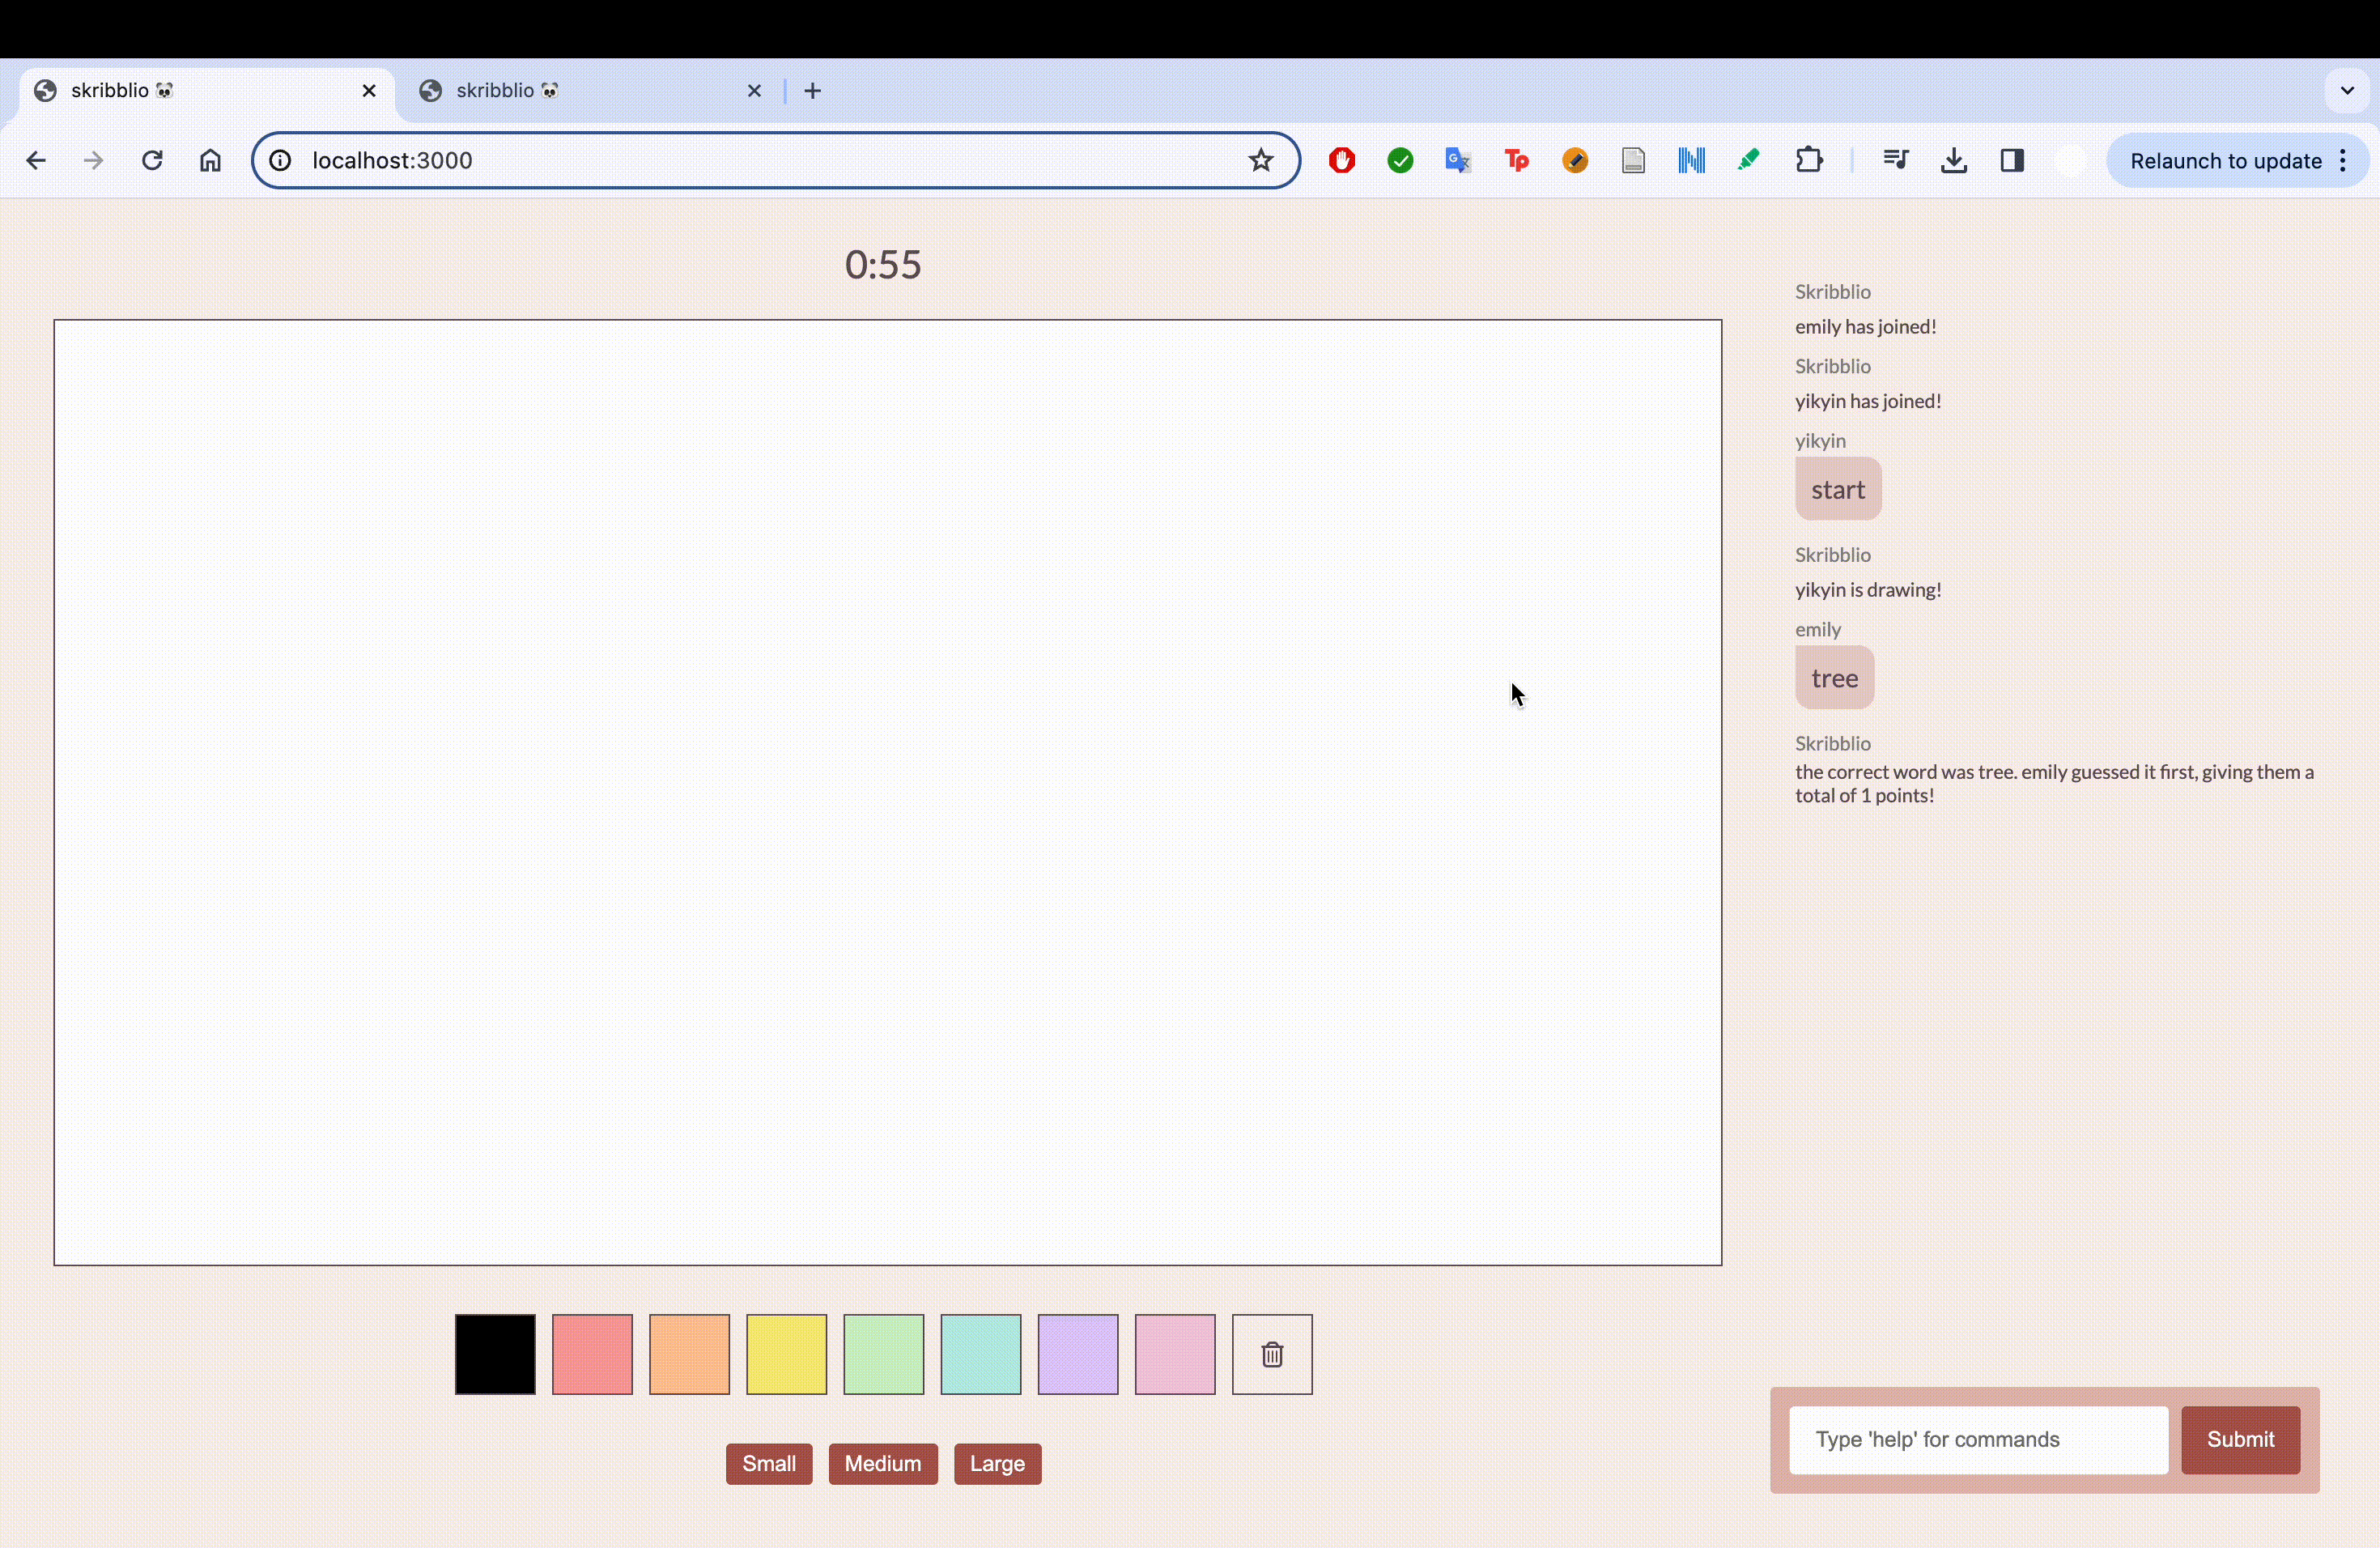 skribblio 🐼
skribblio 🐼
localhost:3000
Tp
Relaunch to update
0:55
Skribblio
emily has joined!
Skribblio
yikyin has joined!
yikyin
start
Skribblio
yikyin is drawing!
emily
tree
Skribblio
the correct word was tree. emily guessed it first, giving them a
total of 1 points!
Small
Medium
Large
Type 'help' for commands
Submit